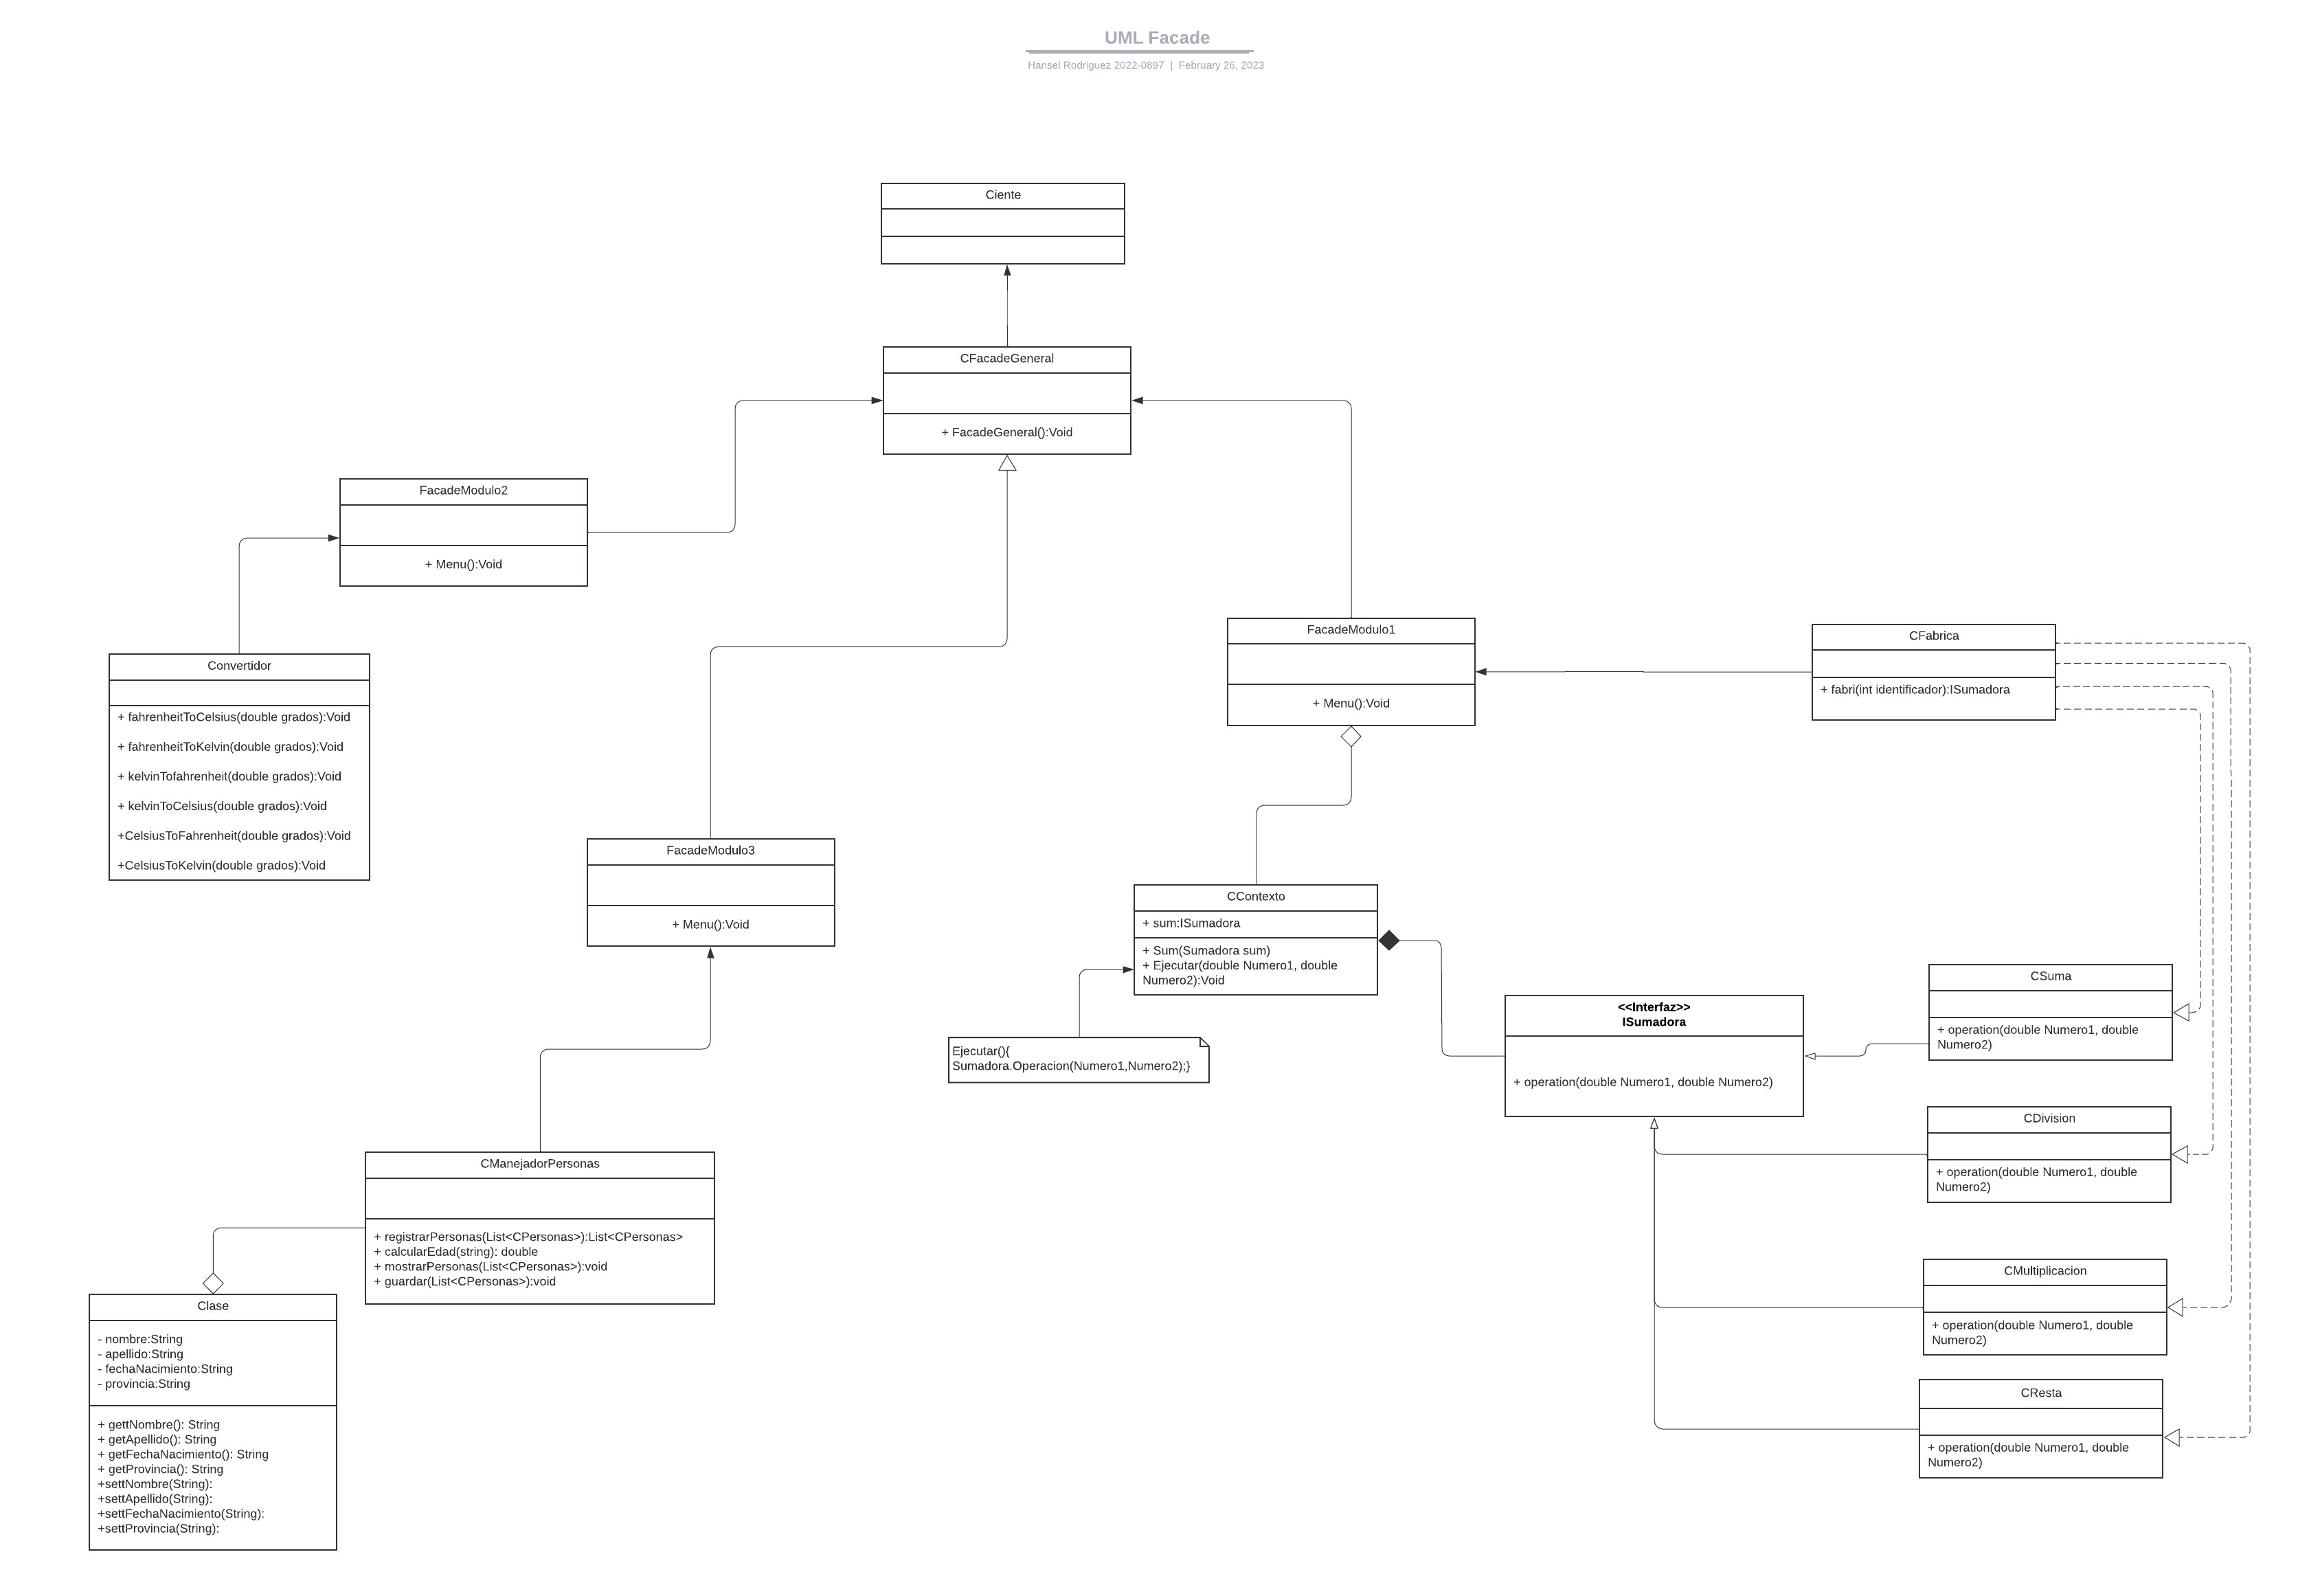 UML Facade
Hansel Rodriguez 2022-0897 | February 26, 2023
Ciente
CFacadeGeneral
+ FacadeGeneral():Void
FacadeModulo2
+ Menu():Void
Convertidor
+ fahrenheitToCelsius(double grados):Void
+ fahrenheitToKelvin(double grados):Void
+ kelvinTofahrenheit(double grados):Void
+ kelvinToCelsius(double grados):Void
+CelsiusToFahrenheit(double grados):Void
+CelsiusToKelvin(double grados):Void
FacadeModulo1
+ Menu():Void
CFabrica
+ fabri(int identificador):ISumadora
FacadeModulo3
+ Menu():Void
CContexto
+ sum:ISumadora
+ Sum(Sumadora sum)
+ Ejecutar(double Numero1, double
Numero2):Void
Ejecutar(){
Sumadora.Operacion(Numero1,Numero2);}
<<Interfaz>>
ISumadora
+ operation(double Numero1, double Numero2)
CSuma
+ operation(double Numero1, double
Numero2)
CDivision
+ operation(double Numero1, double
Numero2)
CMultiplicacion
+ operation(double Numero1, double
Numero2)
CResta
+ operation(double Numero1, double
Numero2)
CManejadorPersonas
+ registrarPersonas(List<CPersonas>):List<CPersonas>
+ calcularEdad(string): double
+ mostrarPersonas(List<CPersonas>):void
+ guardar(List<CPersonas>):void
Clase
- nombre:String
- apellido:String
- fechaNacimiento:String
- provincia:String
+ gettNombre(): String
+ getApellido(): String
+ getFechaNacimiento(): String
+ getProvincia(): String
+settNombre(String):
+settApellido(String):
+settFechaNacimiento(String):
+settProvincia(String):